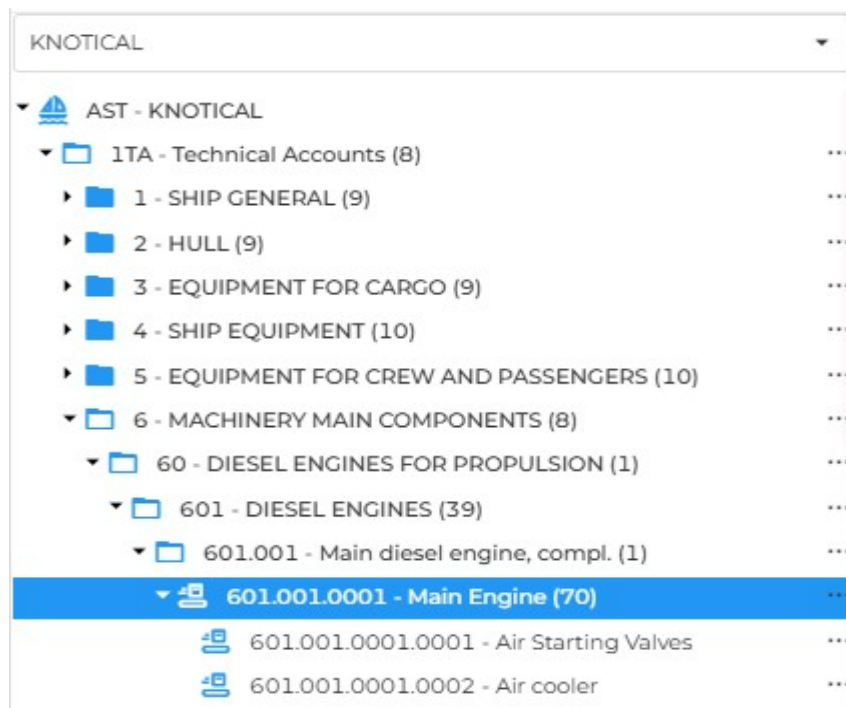 KNOTICAL
AST - KNOTICAL
1TA - Technical Accounts (8)
1 - SHIP GENERAL (9)
2 - HULL (9)
3 - EQUIPMENT FOR CARGO (9)
4 - SHIP EQUIPMENT (10)
5 - EQUIPMENT FOR CREW AND PASSENGERS (10)
6 - MACHINERY MAIN COMPONENTS (8)
60 - DIESEL ENGINES FOR PROPULSION (1)
601 - DIESEL ENGINES (39)
601.001 - Main diesel engine, compl. (1)
601.001.0001 - Main Engine (70)
601.001.0001.0001 - Air Starting Valves
601.001.0001.0002 - Air cooler